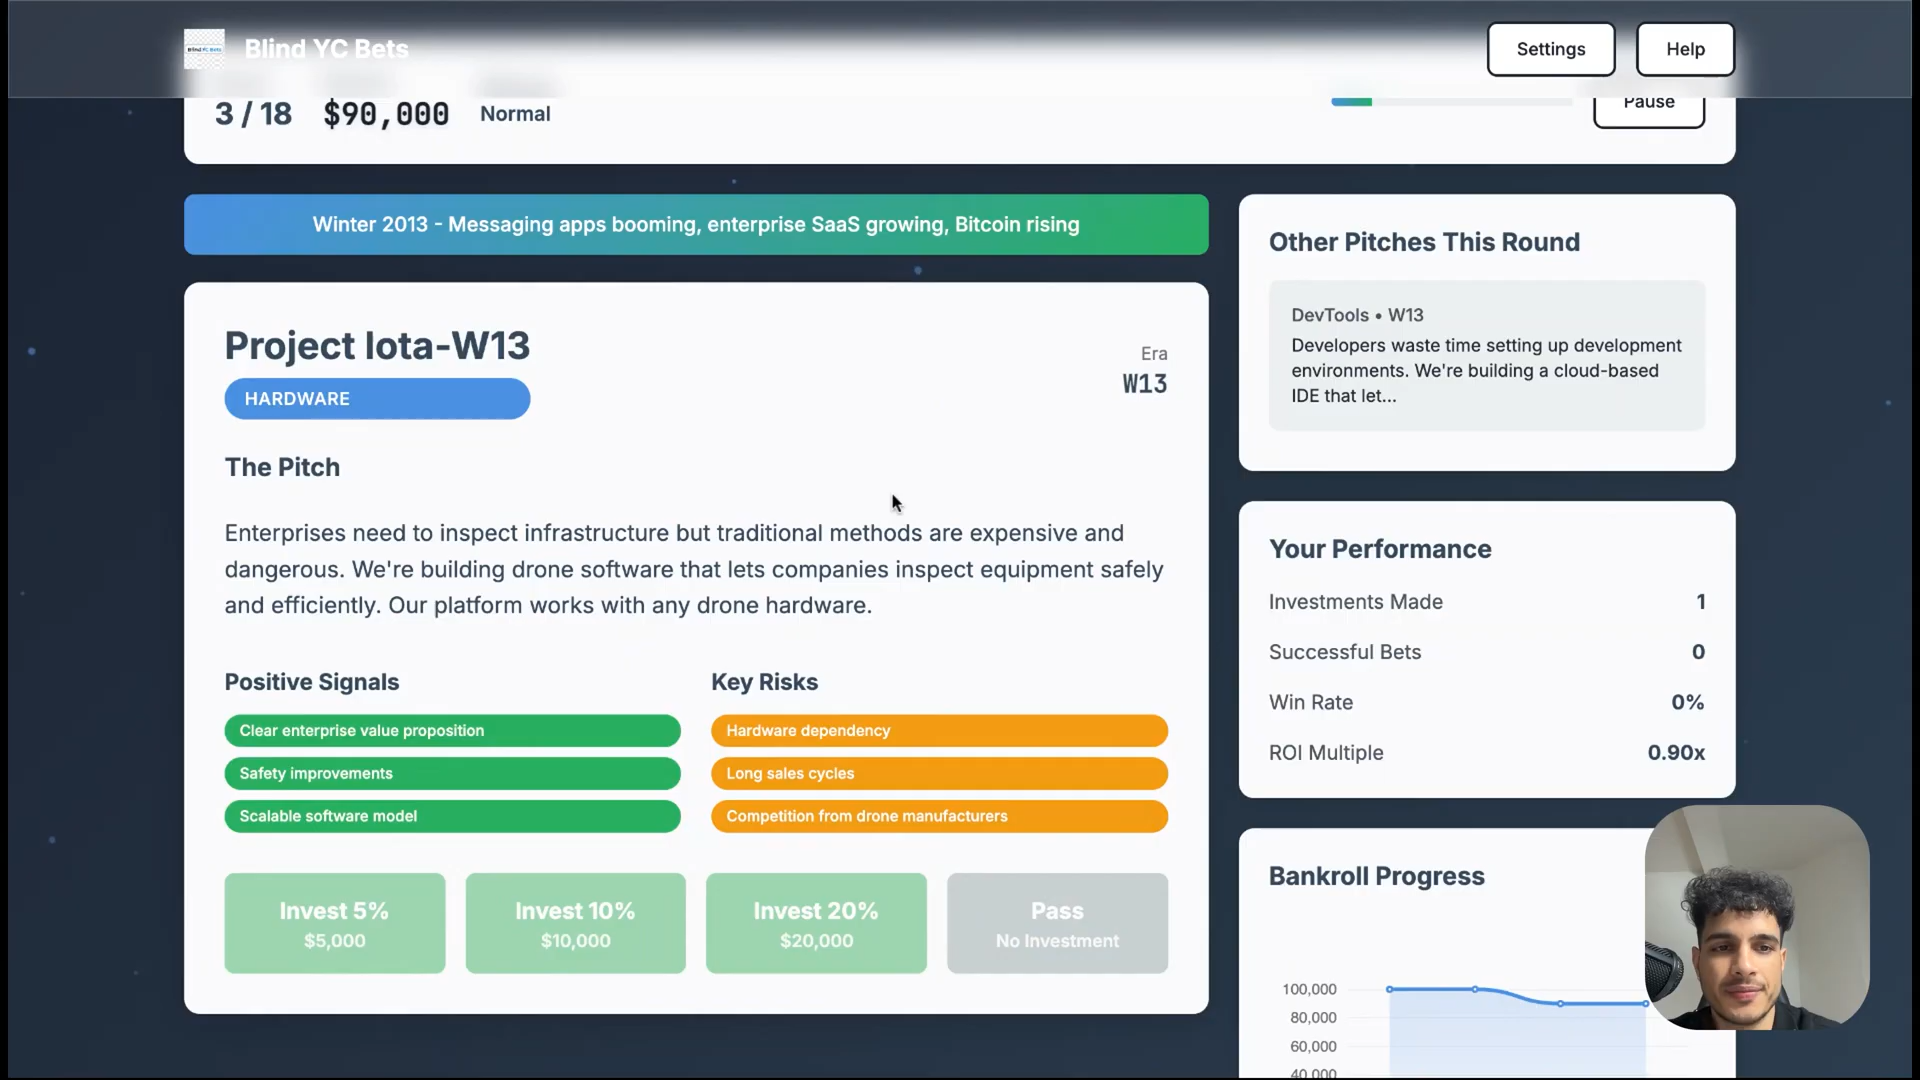 Blind YC Bets
Settings
Help
3 / 18
$90,000
Normal
Pause
Winter 2013 - Messaging apps booming, enterprise SaaS growing, Bitcoin rising
Project Iota-W13
HARDWARE
Era
W13
The Pitch
Enterprises need to inspect infrastructure but traditional methods are expensive and
dangerous. We're building drone software that lets companies inspect equipment safely
and efficiently. Our platform works with any drone hardware.
Positive Signals
Clear enterprise value proposition
Safety improvements
Scalable software model
Key Risks
Hardware dependency
Long sales cycles
Competition from drone manufacturers
Invest 5%
$5,000
Invest 10%
$10,000
Invest 20%
$20,000
Pass
No Investment
Other Pitches This Round
DevTools • W13
Developers waste time setting up development
environments. We're building a cloud-based
IDE that let...
Your Performance
Investments Made 1
Successful Bets 0
Win Rate 0%
ROI Multiple 0.90x
Bankroll Progress
100,000
80,000
60,000
40,000